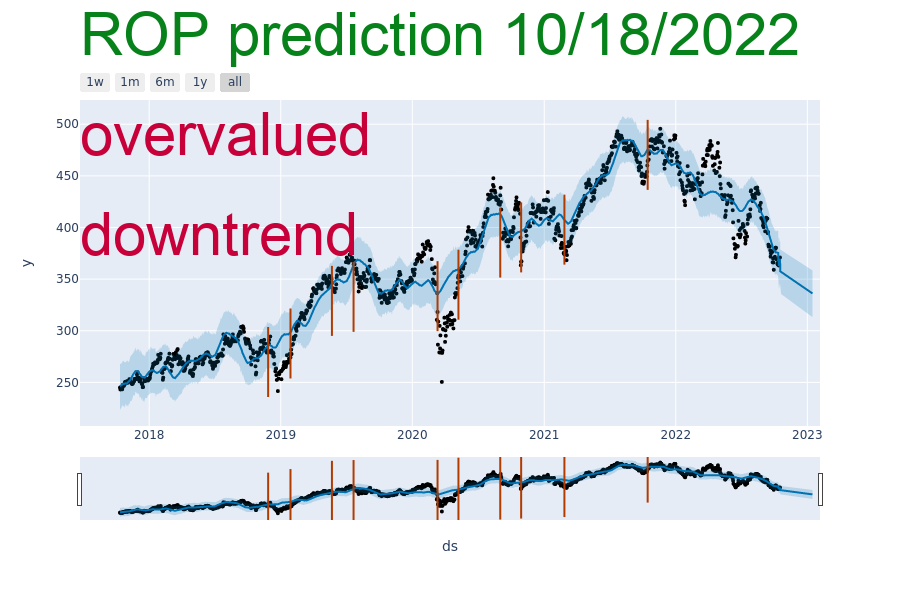 ROP prediction 10/18/2022
1w 1m 6m 1y all
overvalued
downtrend
500
450
400
350
300
250
y
2018 2019 2020 2021 2022 2023
ds